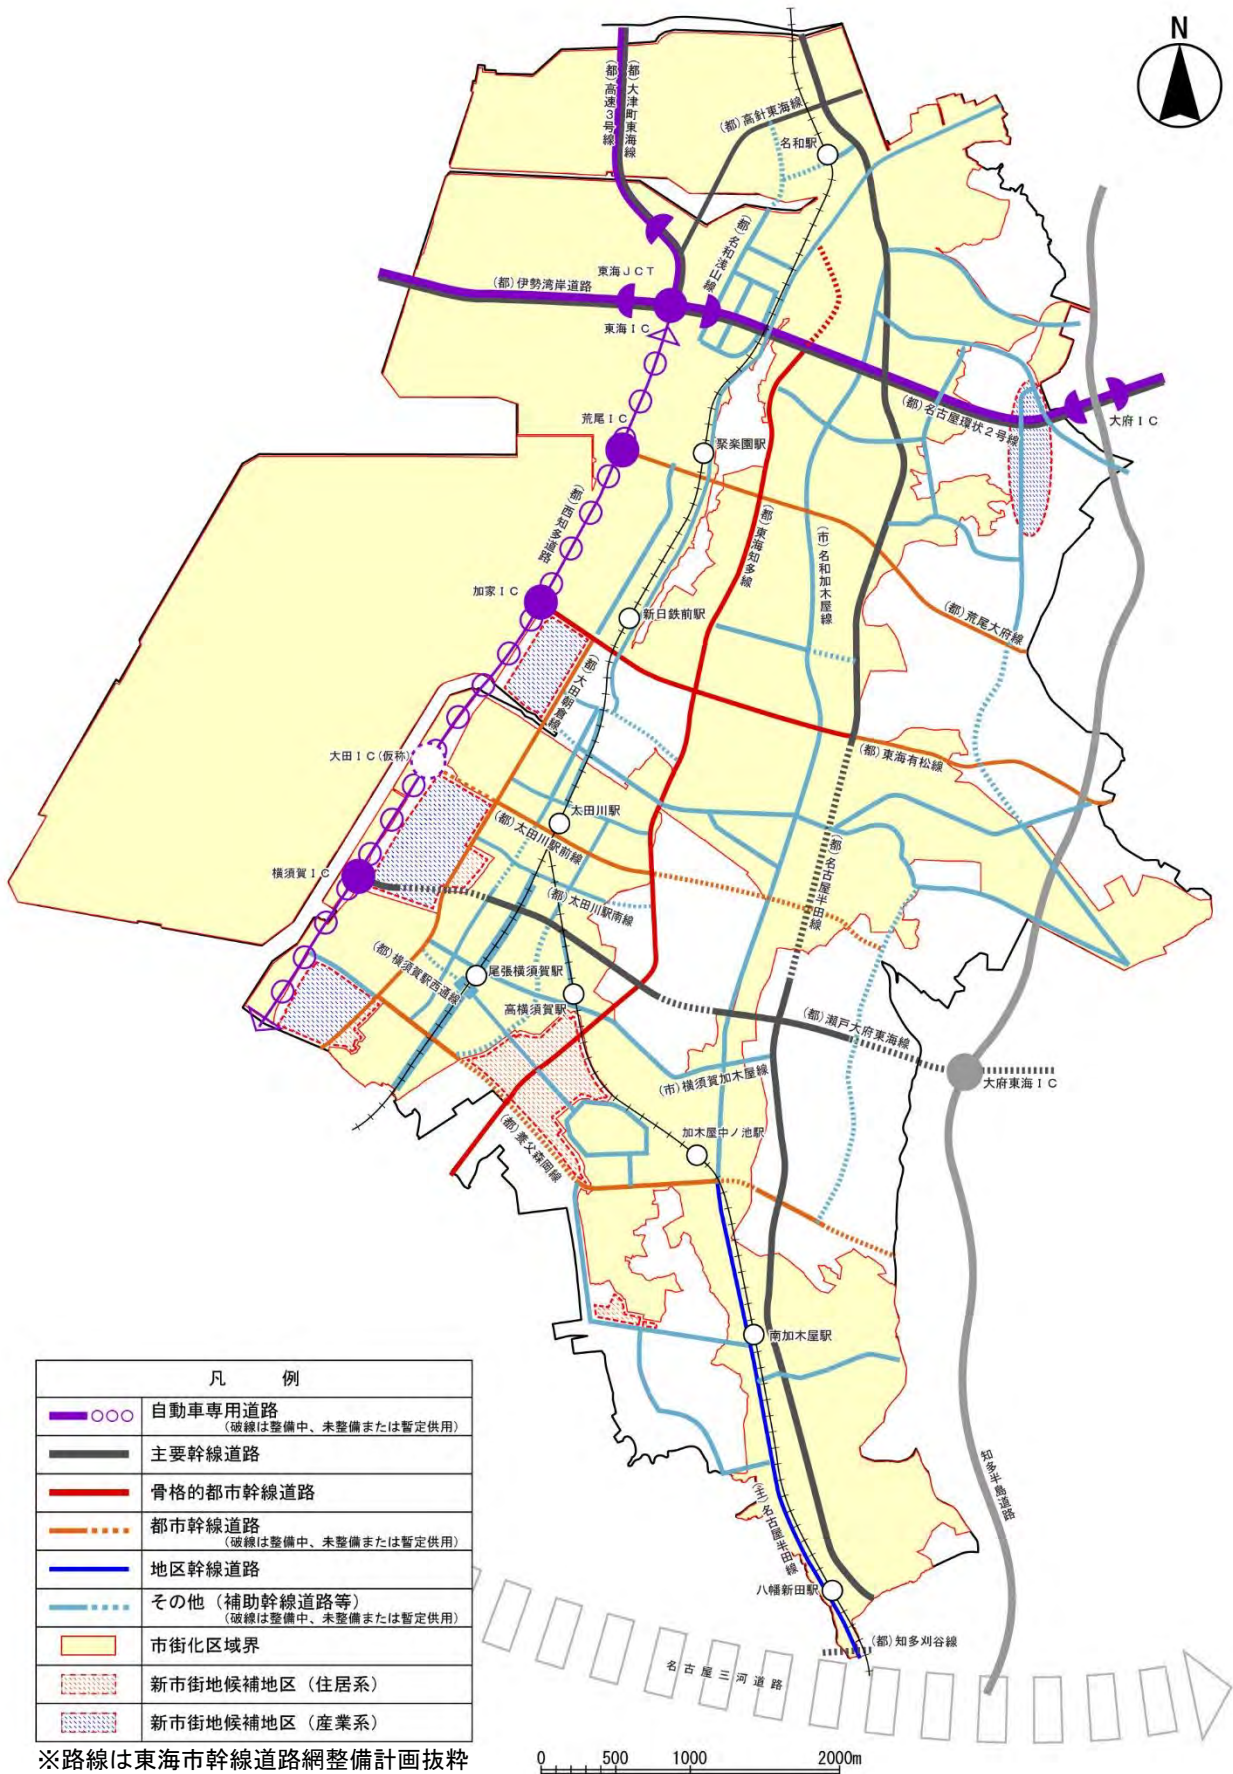 N
(都)高速3号線
(都)大津町東海線
(都)高針東海線
名和駅
(都)名和浅山線
東海JCT
(都)伊勢湾岸道路
東海IC
荒尾IC
聚楽園駅
(都)名古屋環状2号線
大府IC
(都)西知多道路
(都)東海知多線
(市)名和加木屋線
加家IC
新日鉄前駅
(都)荒尾大府線
(都)大田朝倉線
大田IC(仮称)
(都)東海有松線
太田川駅
(都)太田川駅前線
(都)名古屋半田線
横須賀IC
(都)太田川駅南線
(都)横須賀駅西通線
尾張横須賀駅
高横須賀駅
(都)瀬戸大府東海線
大府東海IC
(市)横須賀加木屋線
加木屋中ノ池駅
(都)養父森岡線
南加木屋駅
知多半島道路
(主)名古屋半田線
八幡新田駅
(都)知多刈谷線
名古屋三河道路
凡 例
自動車専用道路
(破線は整備中、未整備または暫定供用)
主要幹線道路
骨格的都市幹線道路
都市幹線道路
(破線は整備中、未整備または暫定供用)
地区幹線道路
その他(補助幹線道路等)
(破線は整備中、未整備または暫定供用)
市街化区域界
新市街地候補地区(住居系)
新市街地候補地区(産業系)
※路線は東海市幹線道路網整備計画抜粋
0 500 1000 2000m